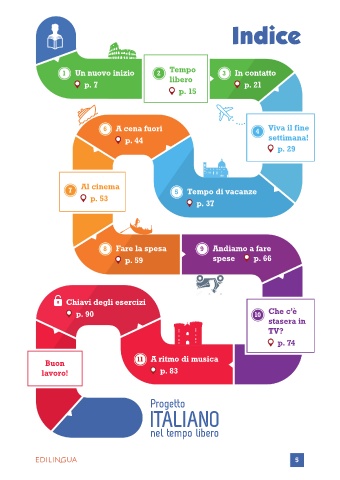 Indice
1 Un nuovo inizio
p. 7
2 Tempo
libero
p. 15
3 In contatto
p. 21
4 Viva il fine
settimana!
p. 29
5 Tempo di vacanze
p. 37
6 A cena fuori
p. 44
7 Al cinema
p. 53
8 Fare la spesa
p. 59
9 Andiamo a fare
spese p. 66
10 Che c'è
stasera in
TV?
p. 74
11 A ritmo di musica
p. 83
Chiavi degli esercizi
p. 90
Buon
lavoro!
Progetto
ITALIANO
nel tempo libero
EDILINGUA
5